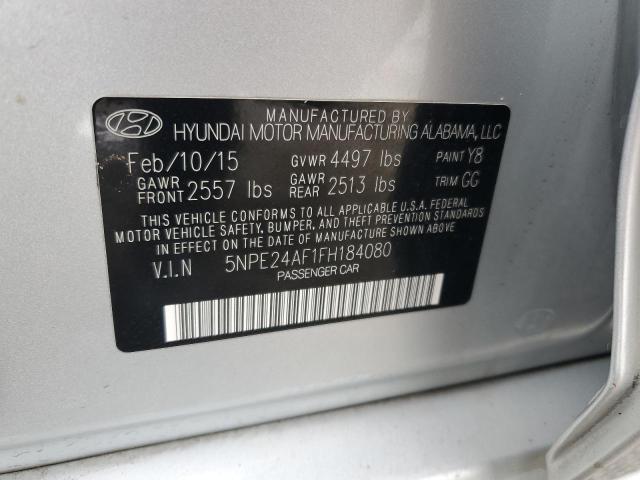 MANUFACTURED BY
HYUNDAI MOTOR MANUFACTURING ALABAMA, LLC
Feb/10/15 GVWR 4497 lbs PAINT Y8
GAWR FRONT 2557 lbs GAWR REAR 2513 lbs TRIM GG
THIS VEHICLE CONFORMS TO ALL APPLICABLE U.S.A. FEDERAL
MOTOR VEHICLE SAFETY, BUMPER, AND THEFT PREVENTION STANDARDS
IN EFFECT ON THE DATE OF MANUFACTURE SHOWN ABOVE.
V.I.N 5NPE24AF1FH184080
PASSENGER CAR